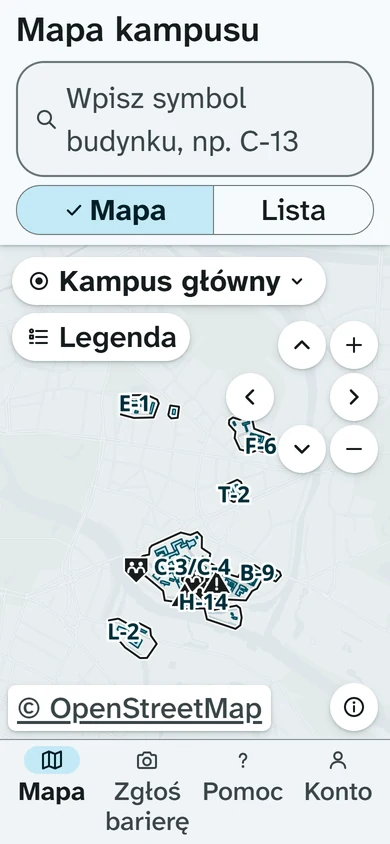 Mapa kampusu
Wpisz symbol
budynku, np. C-13
Mapa
Lista
Kampus główny
Legenda
E-1
F-6
T-2
C-3/C-4
B-9
H-14
L-2
© OpenStreetMap
Mapa
Zgłoś
barierę
Pomoc
Konto